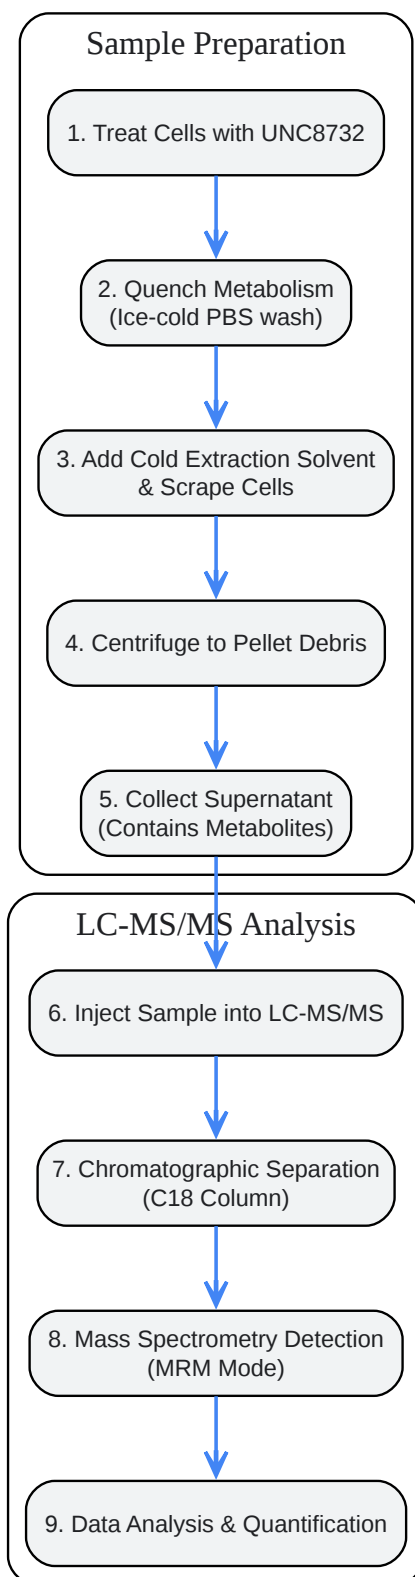 Sample Preparation
1. Treat Cells with UNC8732
2. Quench Metabolism
(Ice-cold PBS wash)
3. Add Cold Extraction Solvent
& Scrape Cells
4. Centrifuge to Pellet Debris
5. Collect Supernatant
(Contains Metabolites)
LC-MS/MS Analysis
6. Inject Sample into LC-MS/MS
7. Chromatographic Separation
(C18 Column)
8. Mass Spectrometry Detection
(MRM Mode)
9. Data Analysis & Quantification